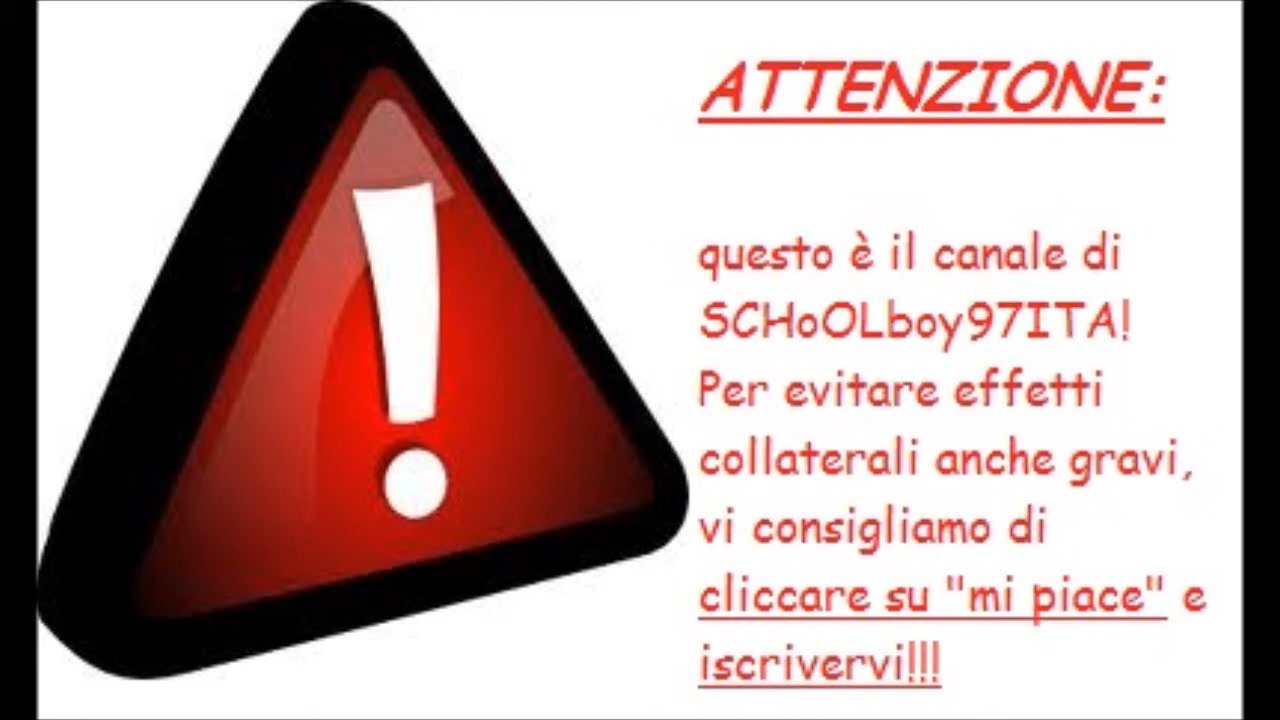 ATTENZIONE:
questo è il canale di
SCHoOLboy97ITA!
Per evitare effetti
collaterali anche gravi,
vi consigliamo di
cliccare su "mi piace" e
iscrivervi!!!